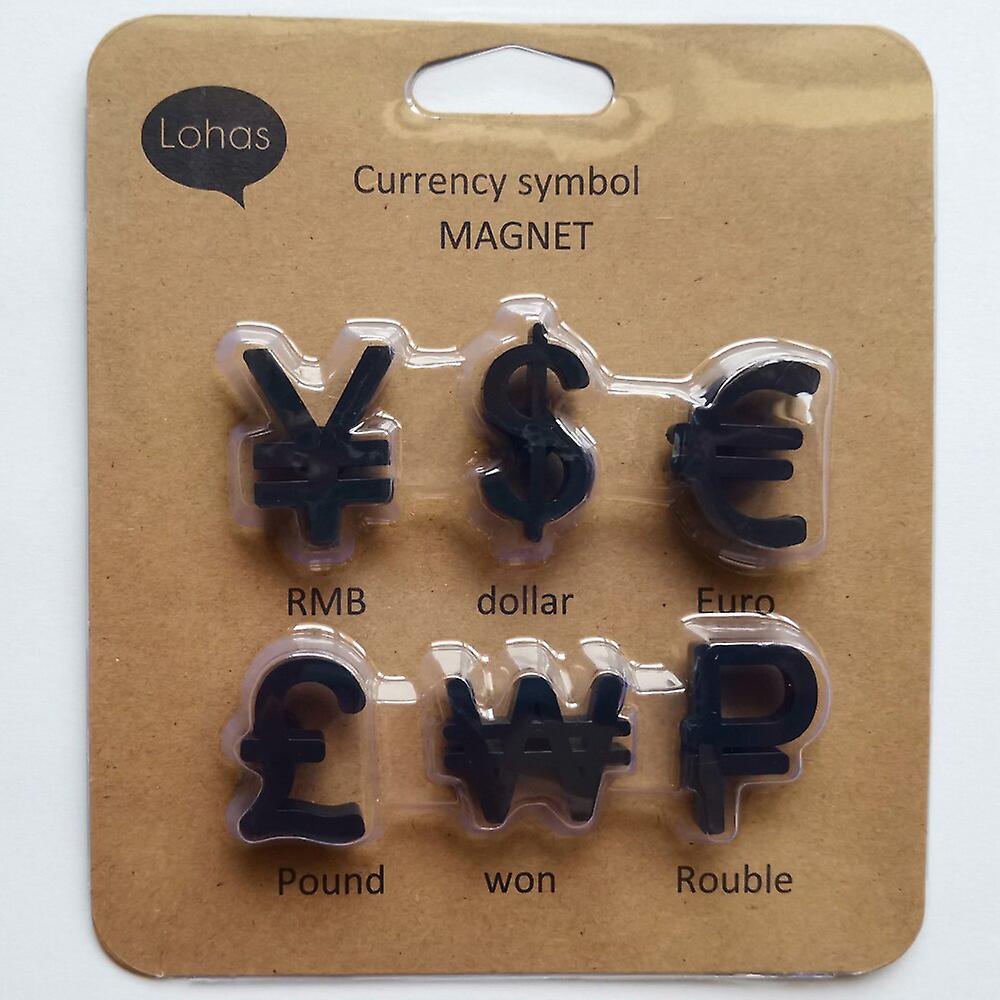 Lohas
Currency symbol
MAGNET
¥ $ €
RMB dollar Euro
£ ₩ ₽
Pound won Rouble